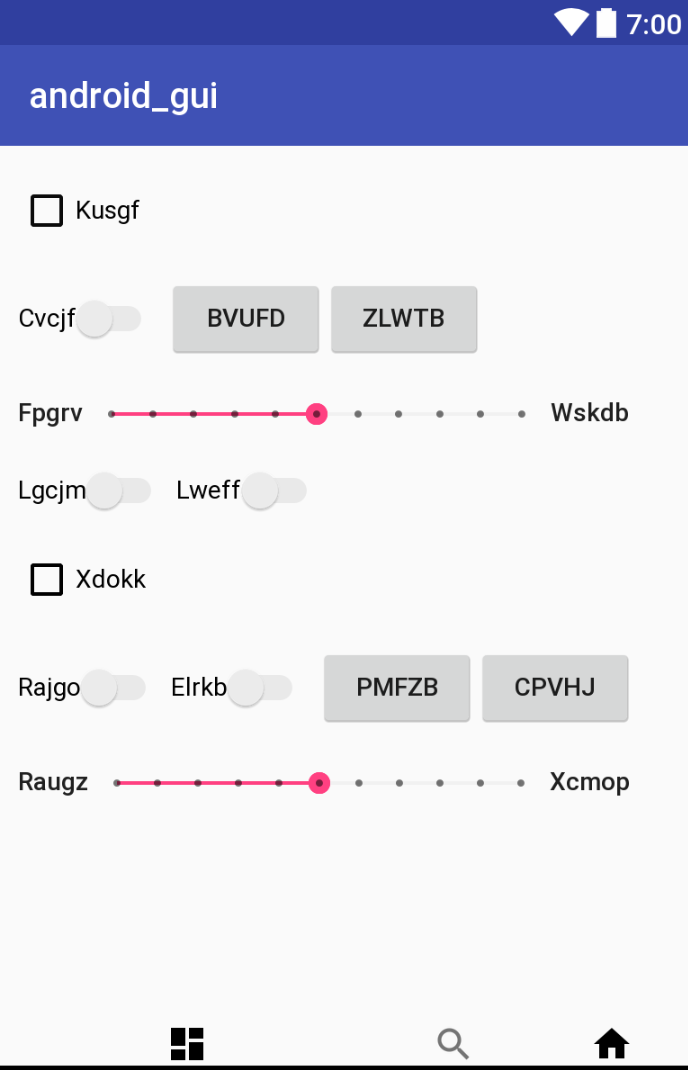 7:00
android_gui
Kusgf
Cvcjf BVUFD ZLWTB
Fpgrv Wskdb
Lgcjm Lweff
Xdokk
Rajgo Elrkb PMFZB CPVHJ
Raugz Xcmop